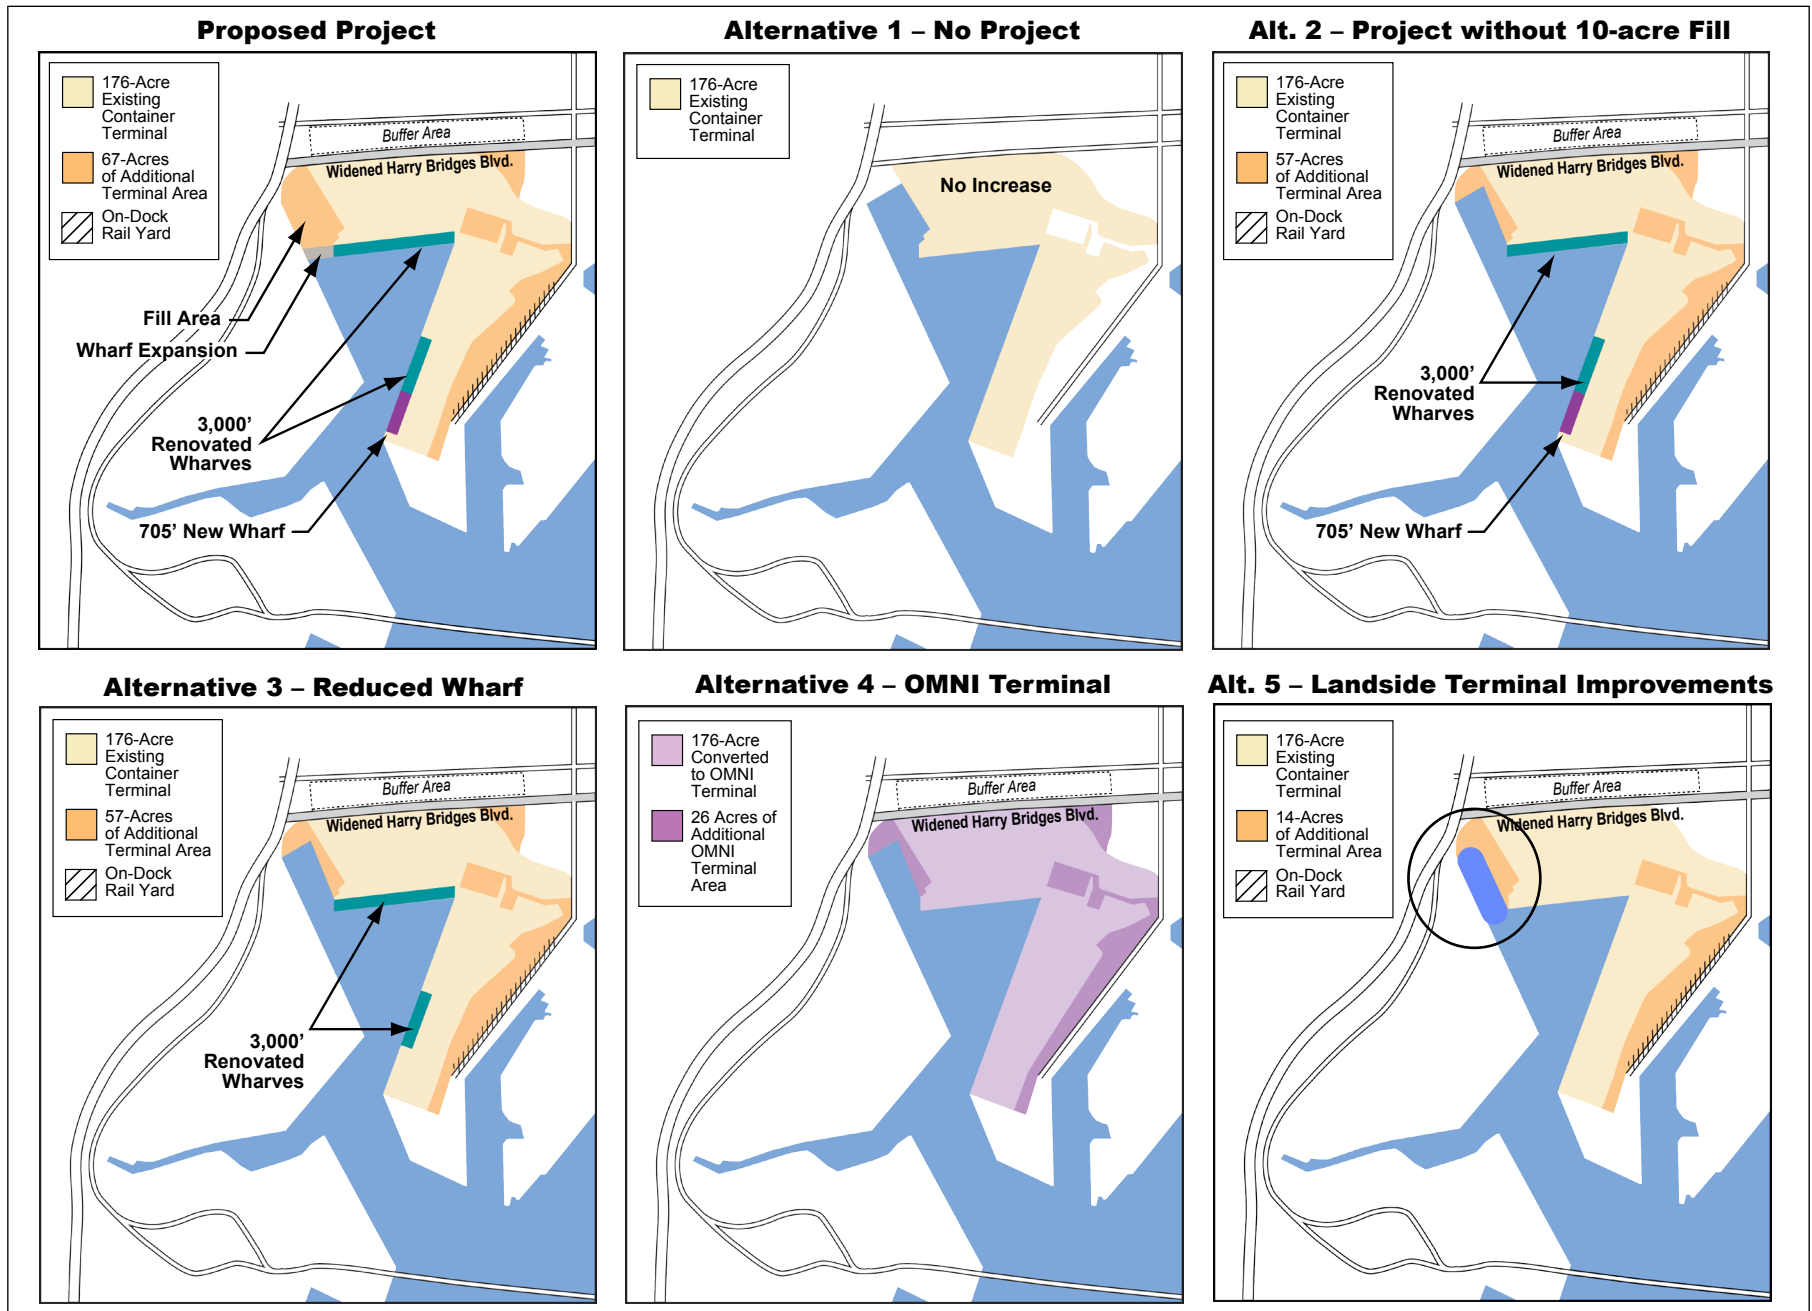 Proposed Project
176-Acre
Existing
Container
Terminal
67-Acres
of Additional
Terminal Area
On-Dock
Rail Yard
Buffer Area
Widened Harry Bridges Blvd.
Fill Area
Wharf Expansion
3,000'
Renovated
Wharves
705' New Wharf
Alternative 1 – No Project
176-Acre
Existing
Container
Terminal
No Increase
Alt. 2 – Project without 10-acre Fill
176-Acre
Existing
Container
Terminal
57-Acres
of Additional
Terminal Area
On-Dock
Rail Yard
Buffer Area
Widened Harry Bridges Blvd.
3,000'
Renovated
Wharves
705' New Wharf
Alternative 3 – Reduced Wharf
176-Acre
Existing
Container
Terminal
57-Acres
of Additional
Terminal Area
On-Dock
Rail Yard
Buffer Area
Widened Harry Bridges Blvd.
3,000'
Renovated
Wharves
Alternative 4 – OMNI Terminal
176-Acre
Converted
to OMNI
Terminal
26 Acres of
Additional
OMNI
Terminal
Area
Buffer Area
Widened Harry Bridges Blvd.
Alt. 5 – Landside Terminal Improvements
176-Acre
Existing
Container
Terminal
14-Acres
of Additional
Terminal Area
On-Dock
Rail Yard
Buffer Area
Widened Harry Bridges Blvd.